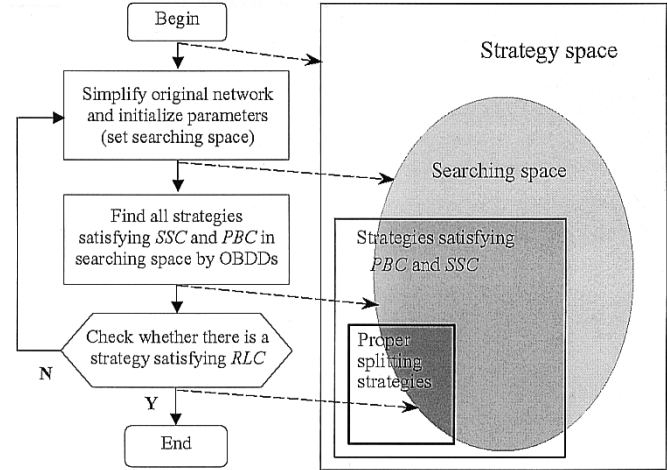 Begin
Simplify original network
and initialize parameters
(set searching space)
Find all strategies
satisfying SSC and PBC in
searching space by OBDDs
Check whether there is a
strategy satisfying RLC
N
Y
End
Strategy space
Searching space
Strategies satisfying
PBC and SSC
Proper
splitting
strategies